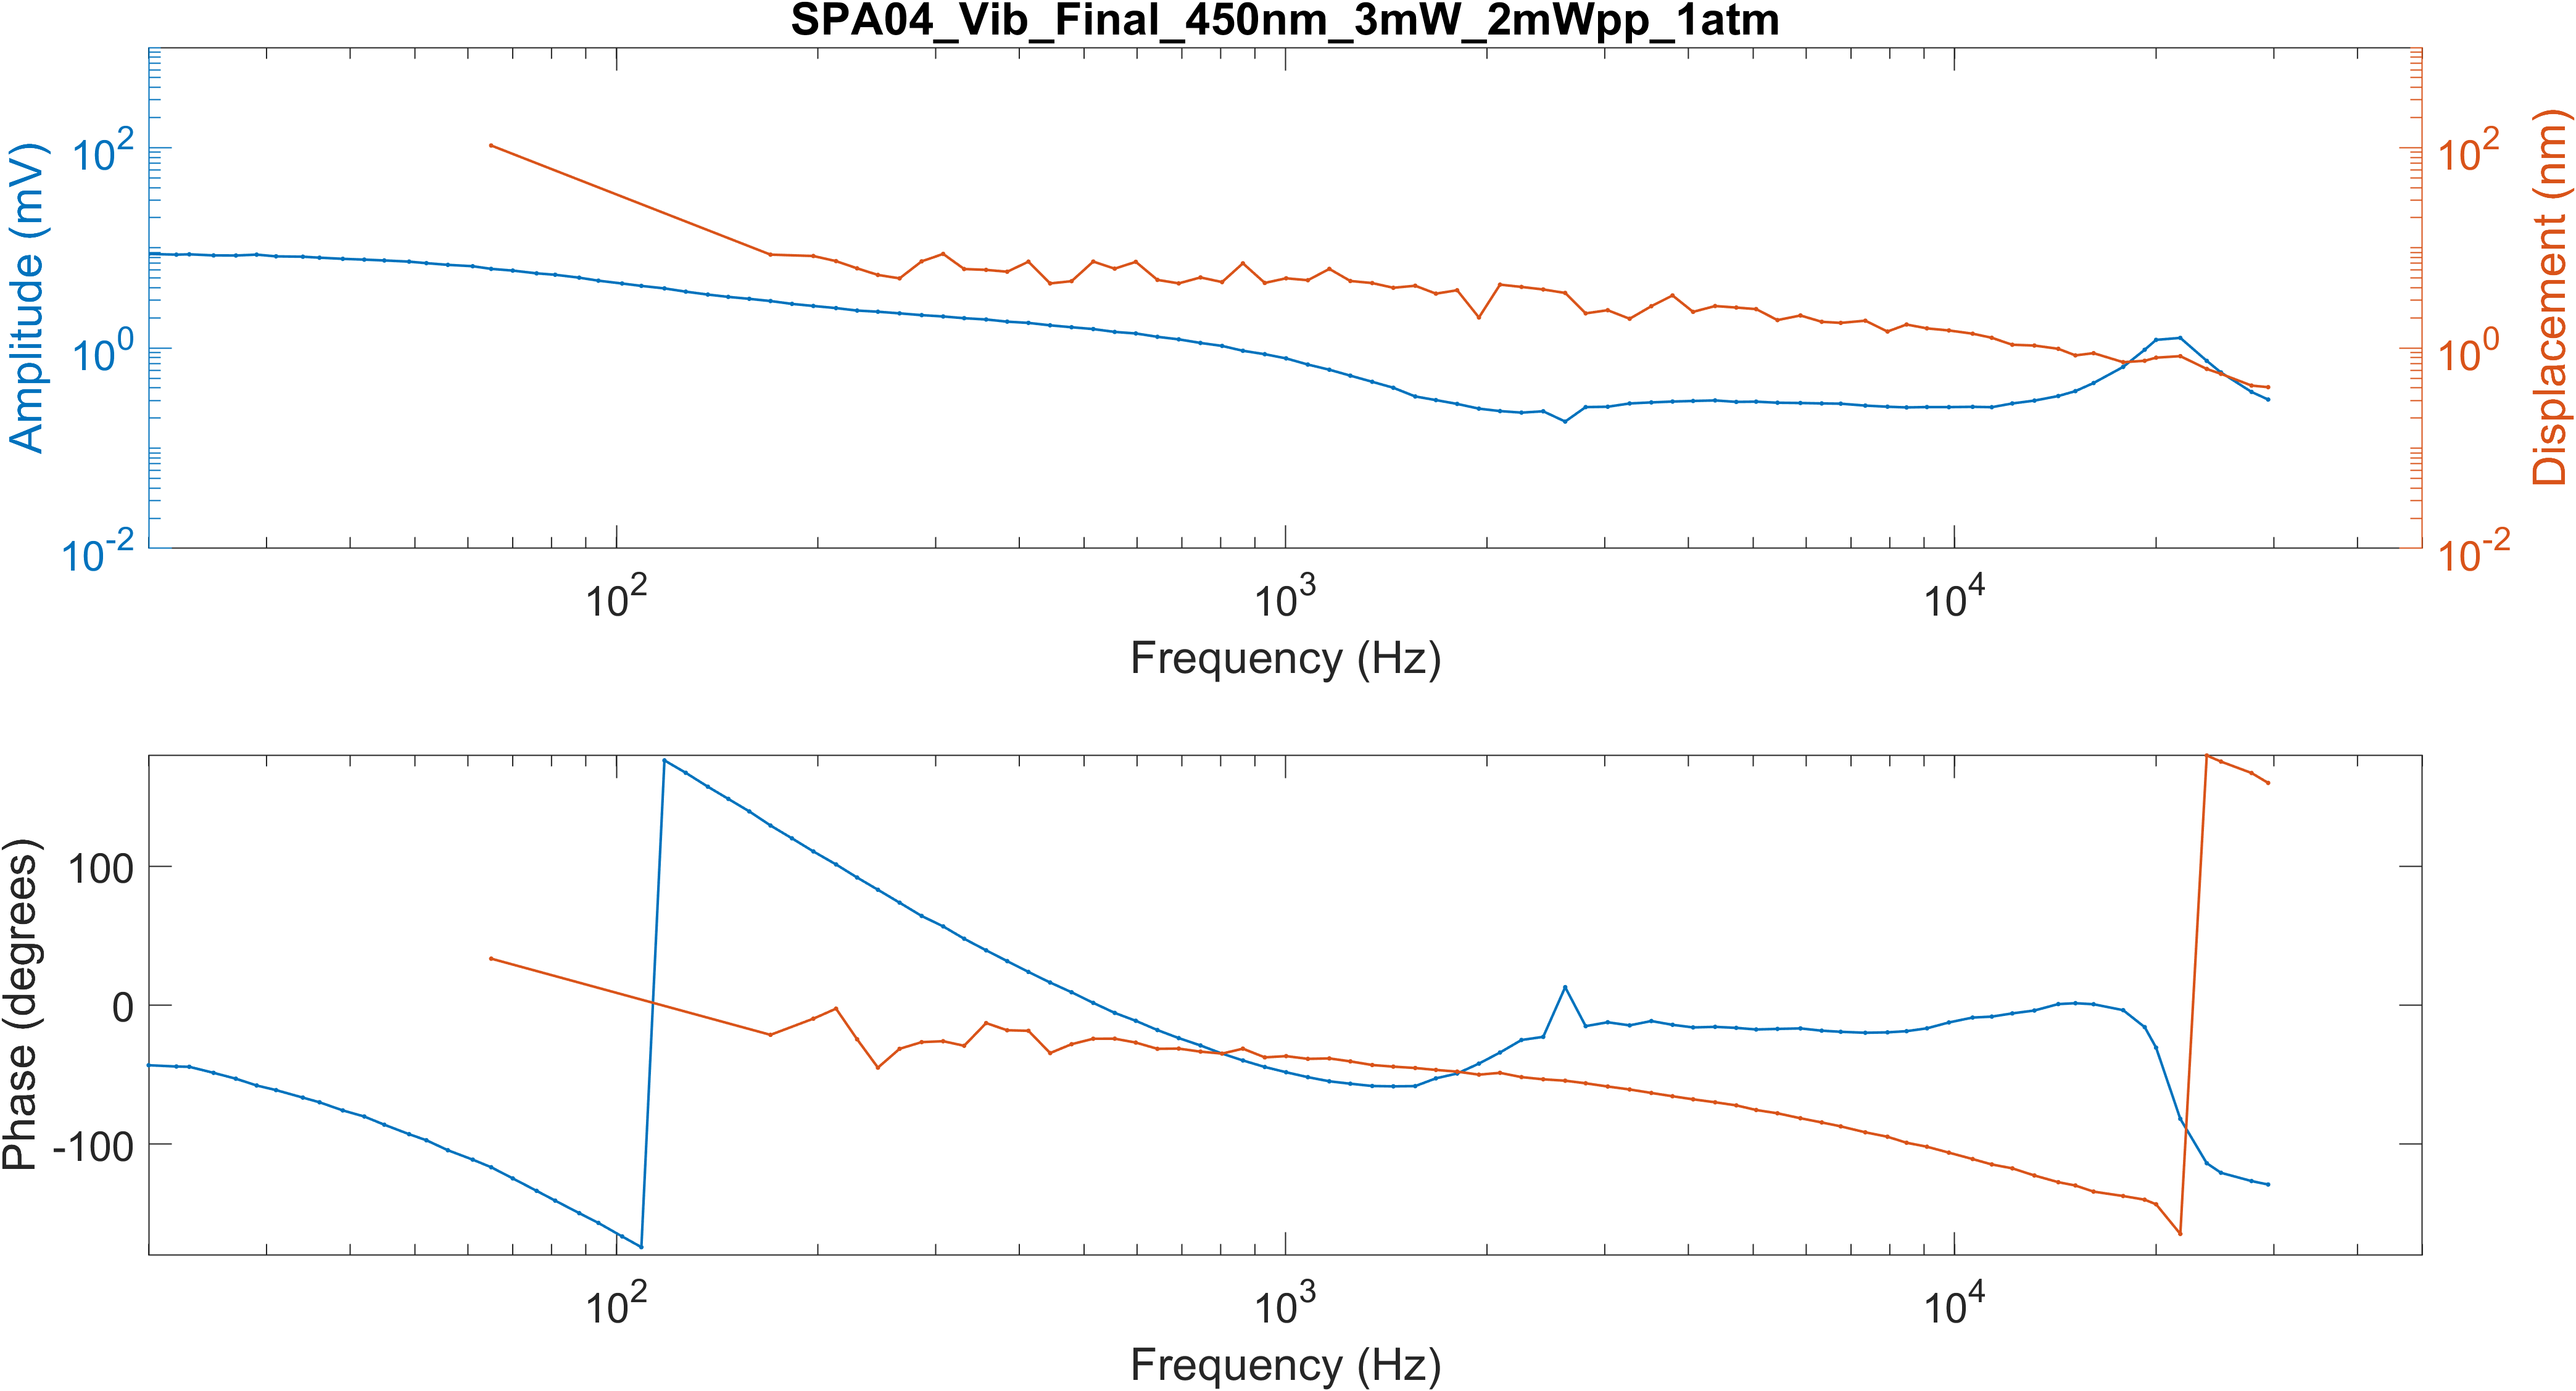 SPA04_Vib_Final_450nm_3mW_2mWpp_1atm
Amplitude (mV)
10^2
10^0
10^-2
Displacement (nm)
10^2
10^0
10^-2
10^2 10^3 10^4
Frequency (Hz)
Phase (degrees)
100
0
-100
10^2 10^3 10^4
Frequency (Hz)